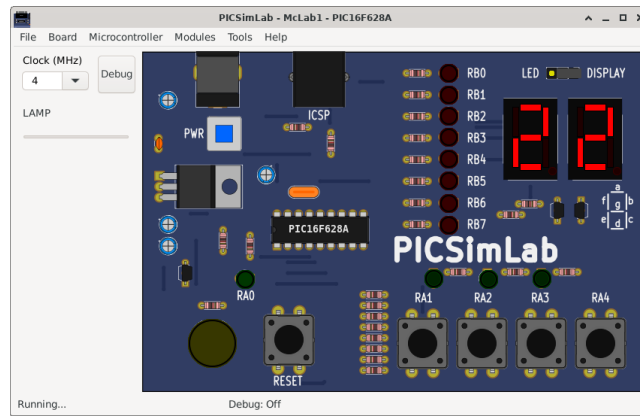 PICSimLab - McLab1 - PIC16F628A
File Board Microcontroller Modules Tools Help
Clock (MHz)
4
Debug
LAMP
PWR
ICSP
RB0
RB1
RB2
RB3
RB4
RB5
RB6
RB7
LED
DISPLAY
22
a
f
b
g
e
c
d
PIC16F628A
PICSimLab
RA0
RA1
RA2
RA3
RA4
RESET
Running...
Debug: Off